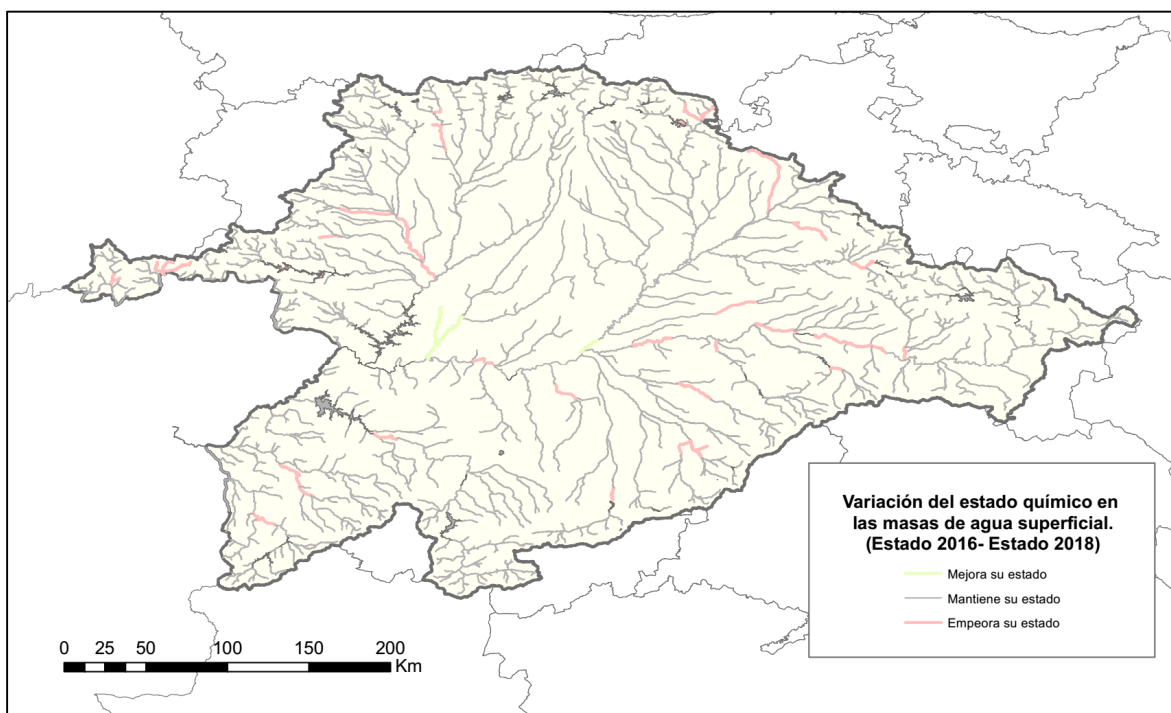 Variación del estado químico en
las masas de agua superficial.
(Estado 2016- Estado 2018)
Mejora su estado
Mantiene su estado
Empeora su estado
0 25 50 100 150 200
Km